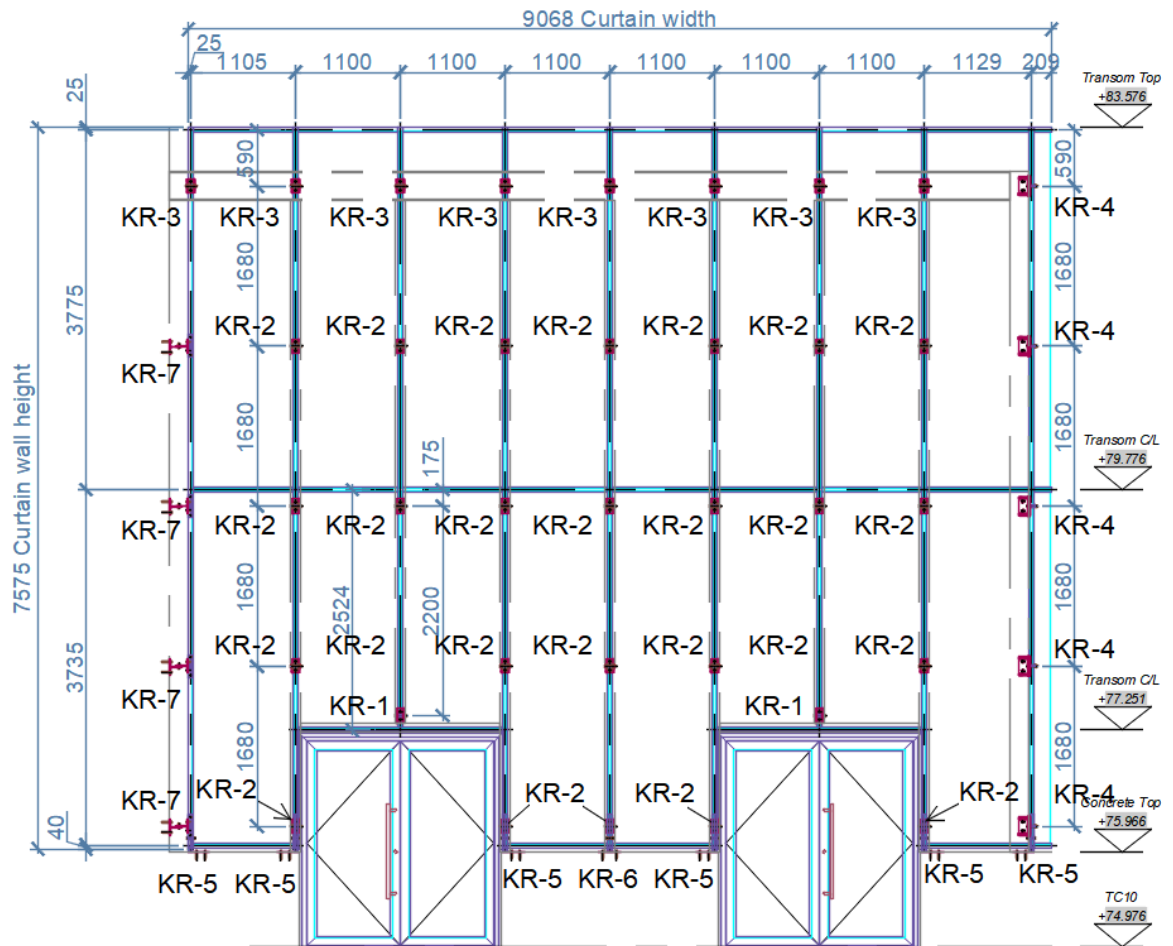 9068 Curtain width
25
1105 1100 1100 1100 1100 1100 1100 1129 209
Transom Top
+83.576
25
590
590
KR-3 KR-3 KR-3 KR-3 KR-3 KR-3 KR-3 KR-3 KR-4
1680
1680
3775
KR-2 KR-2 KR-2 KR-2 KR-2 KR-2 KR-2 KR-4
KR-7
7575 Curtain wall height
1680
175
1680
Transom C/L
+79.776
KR-7 KR-2 KR-2 KR-2 KR-2 KR-2 KR-2 KR-2 KR-4
1680
2524
2200
1680
3735
KR-2 KR-2 KR-2 KR-2 KR-2 KR-2 KR-2 KR-4
KR-7
Transom C/L
+77.251
KR-1 KR-1
1680
1680
KR-7 KR-2 KR-2 KR-2 KR-2 KR-4
Concrete Top
+75.966
40
KR-5 KR-5 KR-5 KR-6 KR-5 KR-5 KR-5
TC10
+74.976